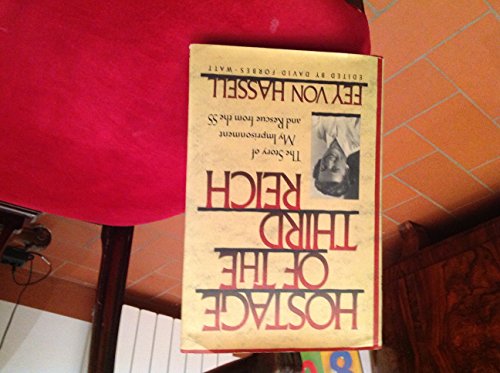 HOSTAGE
OF THE
THIRD
REICH
The Story of
My Imprisonment
and Rescue from the SS
FEY VON HASSELL
EDITED BY DAVID FORBES-WATT
8